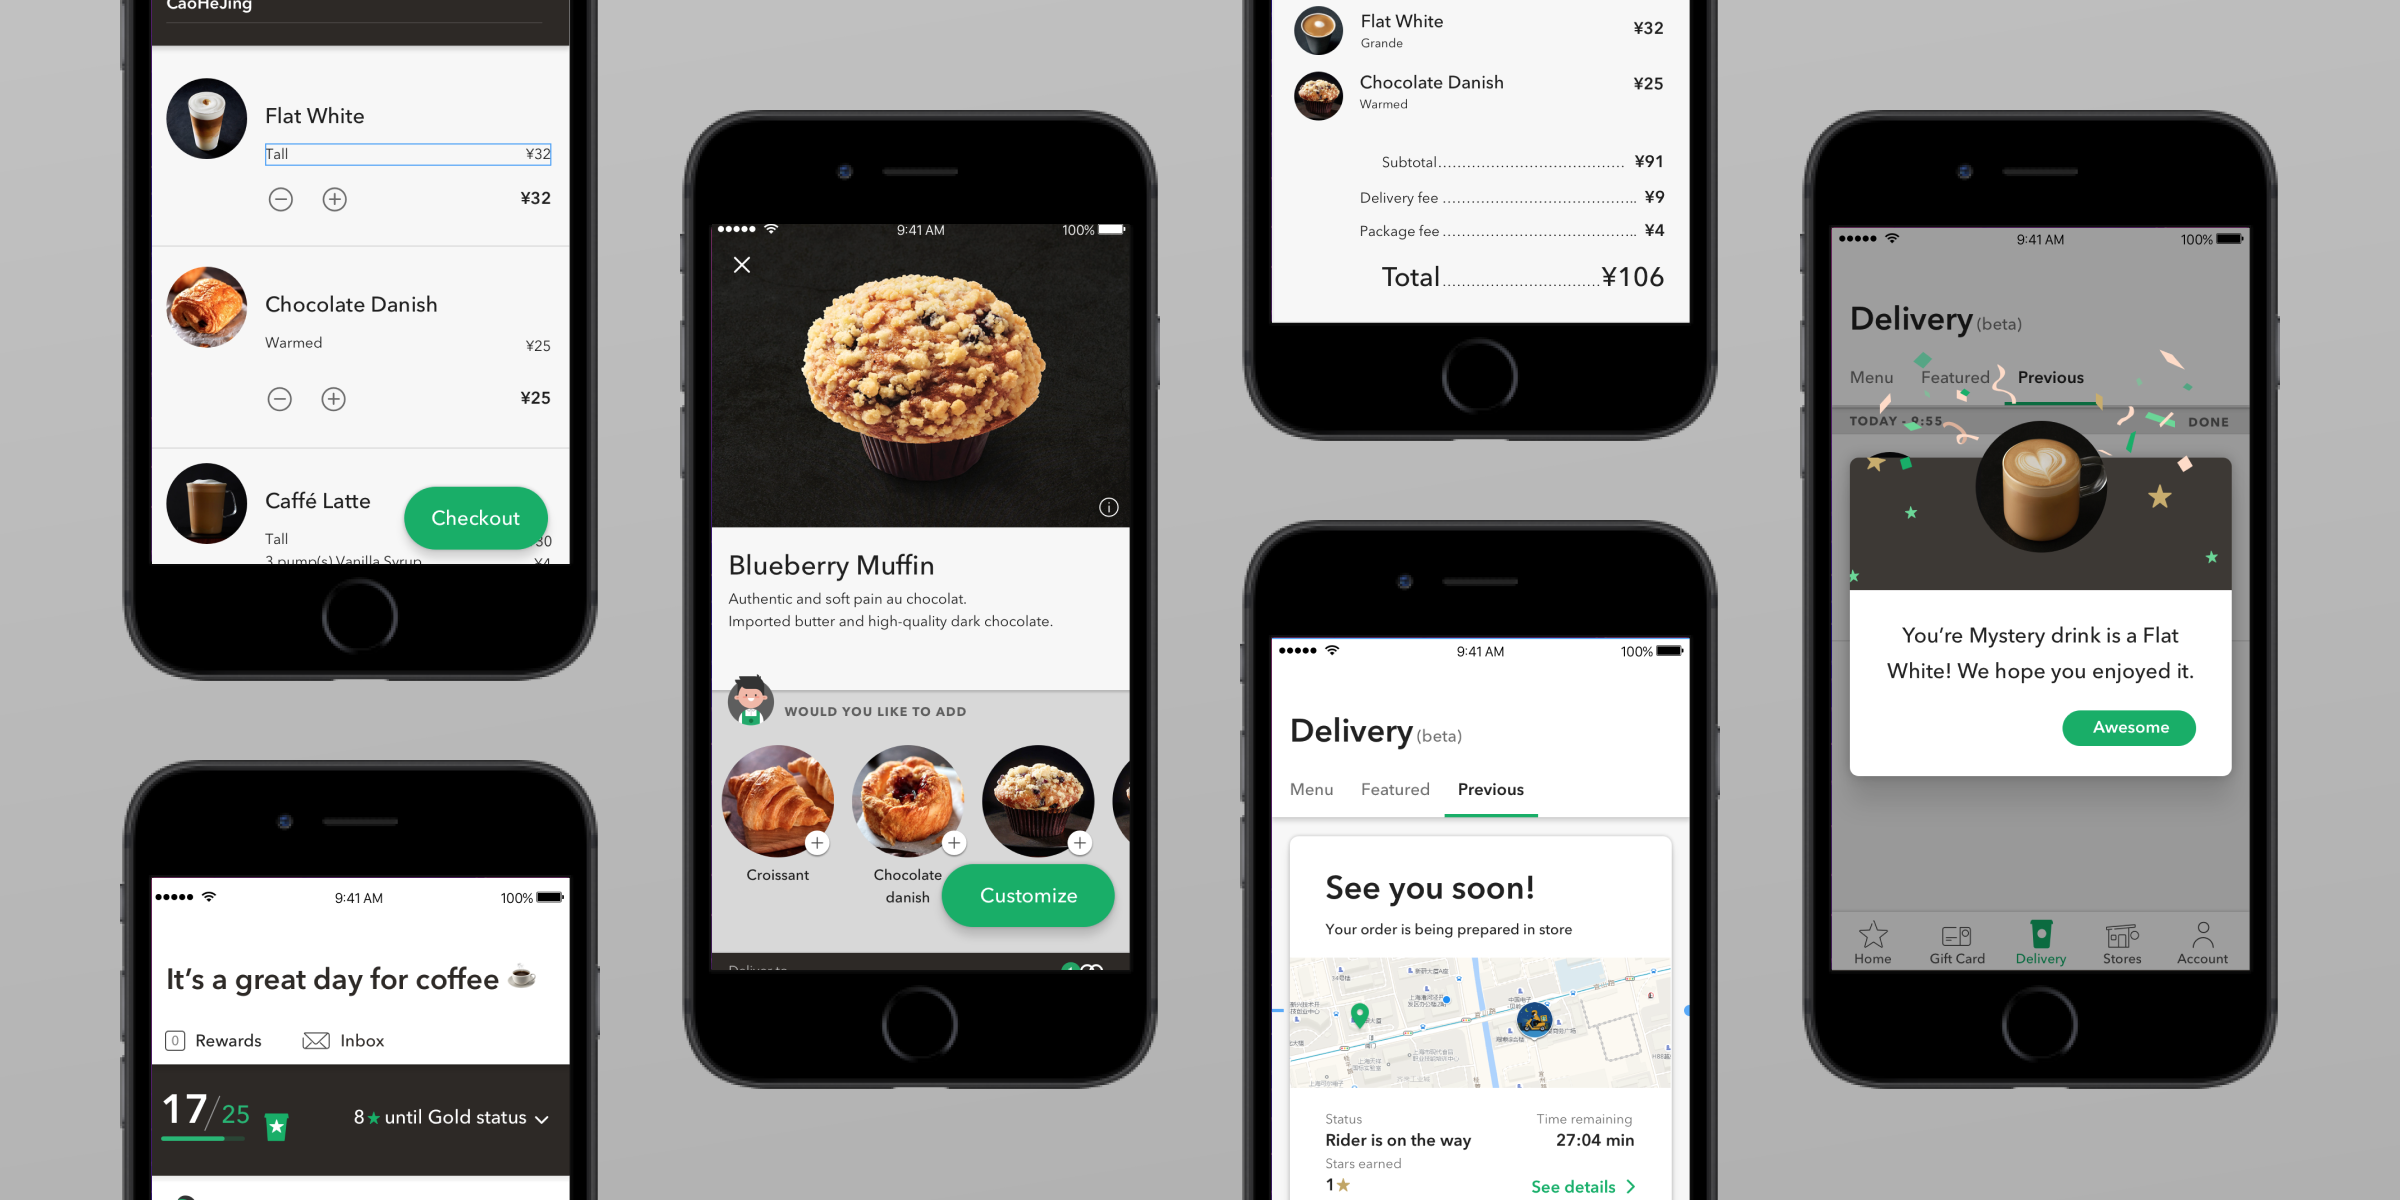 CaoHeJing
Flat White
Tall ¥32
¥32
Chocolate Danish
Warmed ¥25
¥25
Caffé Latte
Checkout
Tall
30
3 pump(s) Vanilla Syrup ¥4
9:41 AM 100%
It's a great day for coffee
0 Rewards Inbox
17/25 8★ until Gold status
9:41 AM 100%
Blueberry Muffin
Authentic and soft pain au chocolat.
Imported butter and high-quality dark chocolate.
WOULD YOU LIKE TO ADD
Croissant
Chocolate
danish
Customize
Deliver to
Flat White ¥32
Grande
Chocolate Danish ¥25
Warmed
Subtotal ¥91
Delivery fee ¥9
Package fee ¥4
Total ¥106
9:41 AM 100%
Delivery (beta)
Menu Featured Previous
See you soon!
Your order is being prepared in store
Status Time remaining
Rider is on the way 27:04 min
Stars earned
1★ See details
9:41 AM 100%
Delivery (beta)
Menu Featured Previous
TODAY - 9:55 DONE
You're Mystery drink is a Flat
White! We hope you enjoyed it.
Awesome
Home Gift Card Delivery Stores Account